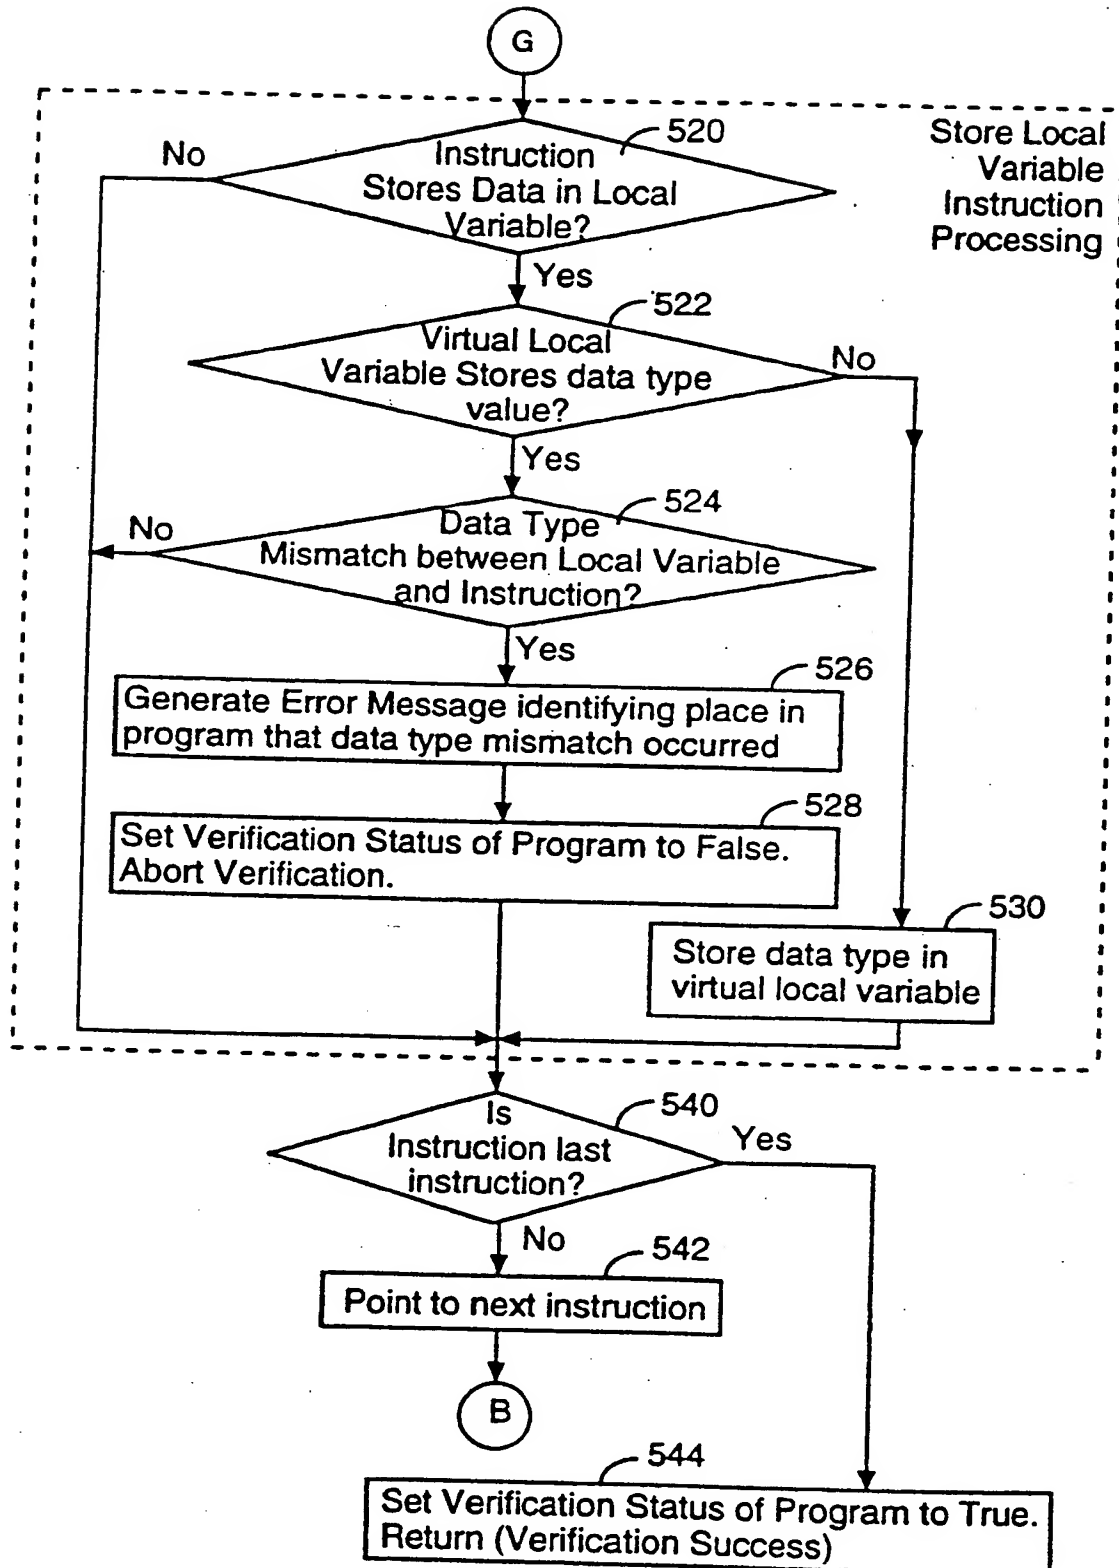 G
Store Local
Variable
Instruction
Processing
520
No
Instruction
Stores Data in Local
Variable?
Yes
522
Virtual Local
Variable Stores data type
value?
No
Yes
524
No
Data Type
Mismatch between Local Variable
and Instruction?
Yes
526
Generate Error Message identifying place in
program that data type mismatch occurred
528
Set Verification Status of Program to False.
Abort Verification.
530
Store data type in
virtual local variable
540
Is
Instruction last
instruction?
Yes
No
542
Point to next instruction
B
544
Set Verification Status of Program to True.
Return (Verification Success)